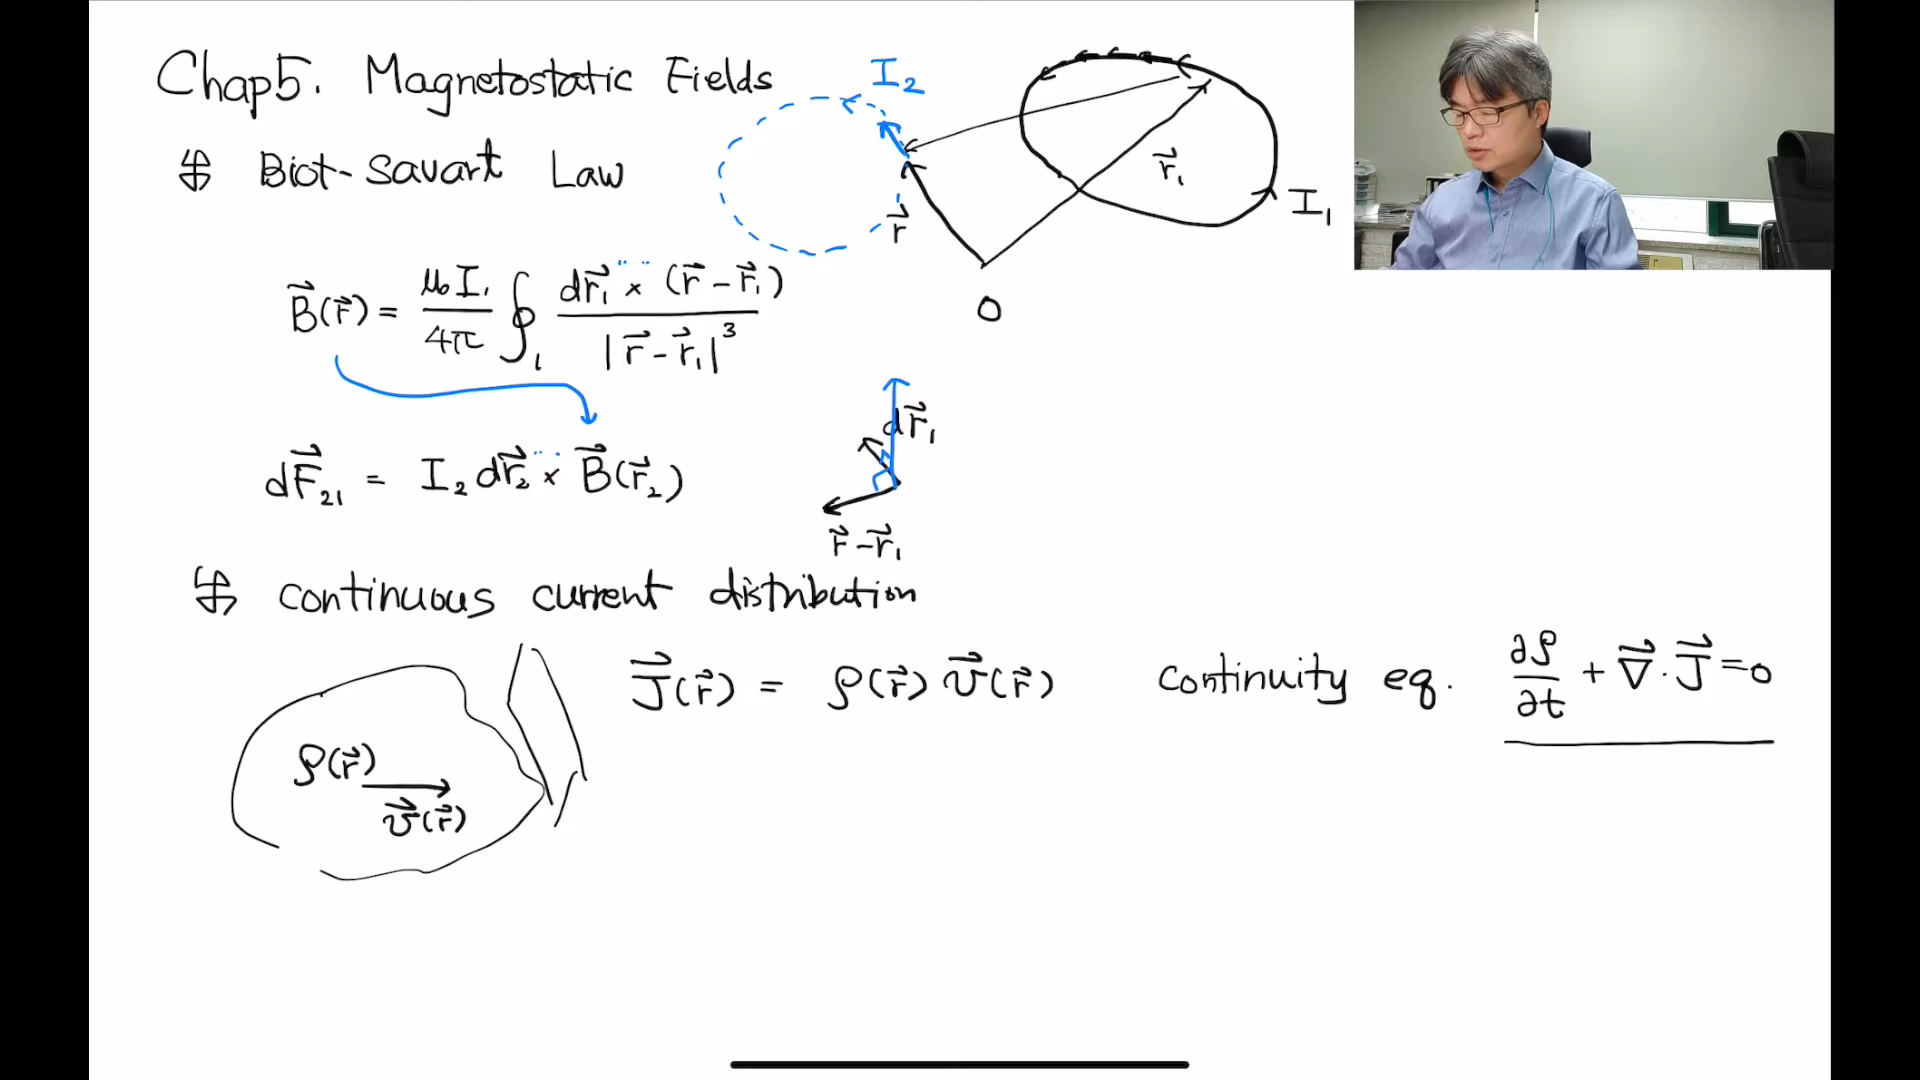 Chap5. Magnetostatic Fields
Biot-Savart Law
I₂
r⃗
r⃗₁
I₁
O
B⃗(r⃗) = μ₀I₁/4π ∮₁ dr⃗₁ × (r⃗ - r⃗₁) / |r⃗ - r⃗₁|³
dF⃗₂₁ = I₂ dr⃗₂ × B⃗(r⃗₂)
dr⃗₁
r⃗ - r⃗₁
continuous current distribution
J⃗(r⃗) = ρ(r⃗) v⃗(r⃗) Continuity eq. ∂ρ/∂t + ∇⃗·J⃗ = 0
ρ(r⃗)
v⃗(r⃗)